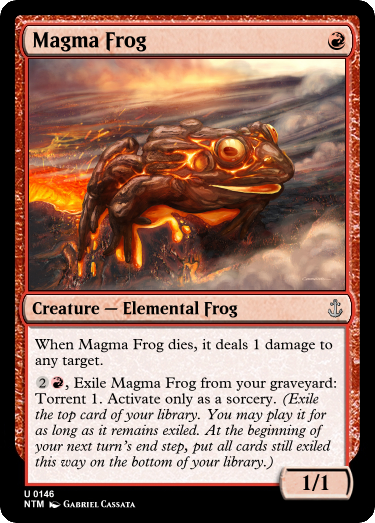 Magma Frog
Creature — Elemental Frog
When Magma Frog dies, it deals 1 damage to
any target.
2, Exile Magma Frog from your graveyard:
Torrent 1. Activate only as a sorcery. (Exile
the top card of your library. You may play it for
as long as it remains exiled. At the beginning of
your next turn's end step, put all cards still exiled
this way on the bottom of your library.)
1/1
U 0146
NTM Gabriel Cassata